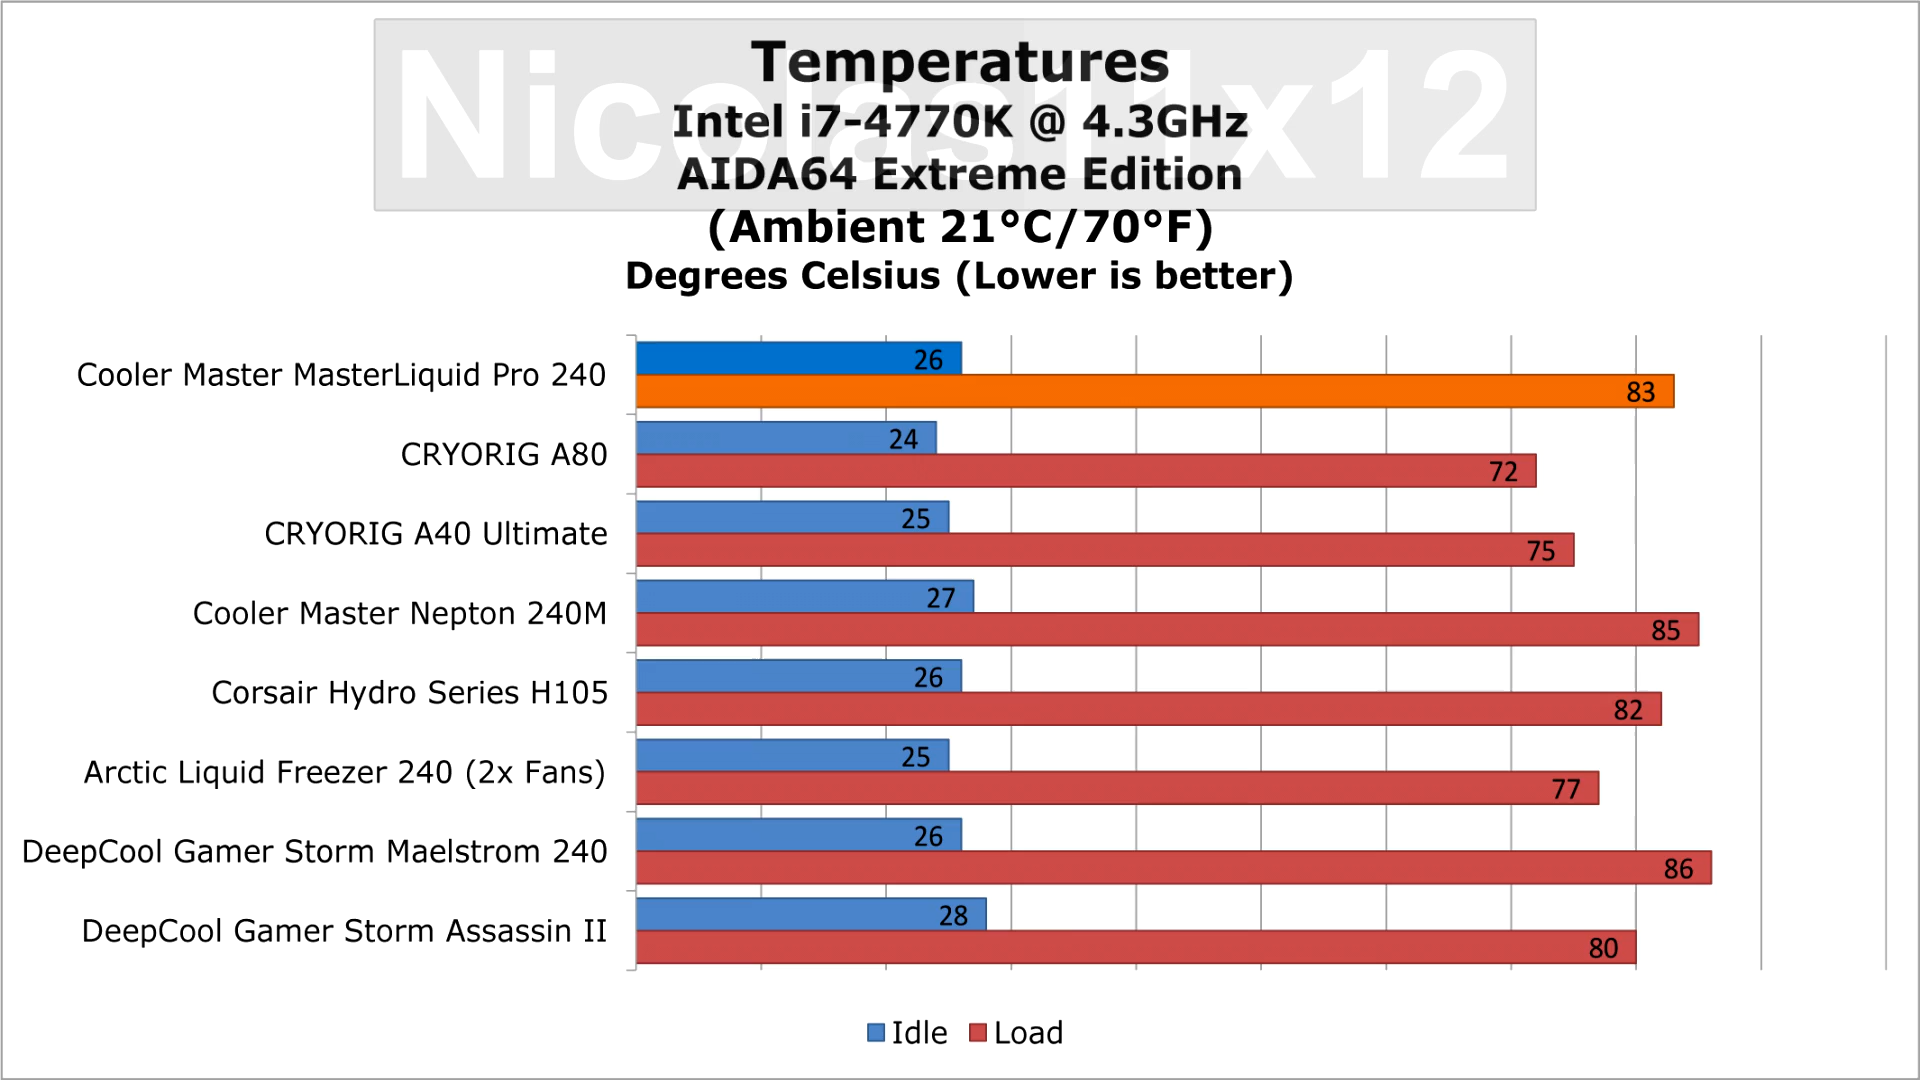 Nicolas11x12
Temperatures
Intel i7-4770K @ 4.3GHz
AIDA64 Extreme Edition
(Ambient 21°C/70°F)
Degrees Celsius (Lower is better)
Cooler Master MasterLiquid Pro 240
26
83
CRYORIG A80
24
72
CRYORIG A40 Ultimate
25
75
Cooler Master Nepton 240M
27
85
Corsair Hydro Series H105
26
82
Arctic Liquid Freezer 240 (2x Fans)
25
77
DeepCool Gamer Storm Maelstrom 240
26
86
DeepCool Gamer Storm Assassin II
28
80
Idle Load